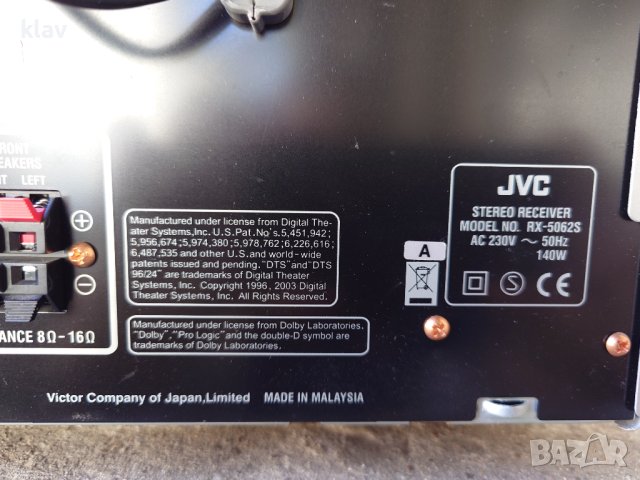 klav
FRONT
SPEAKERS
RIGHT LEFT
+
−
IMPEDANCE 8Ω-16Ω
Manufactured under license from Digital The-
ater Systems,Inc. U.S.Pat.No's.5,451,942;
5,956,674;5,974,380;5,978,762;6,226,616;
6,487,535 and other U.S. and world-wide
patents issued and pending. "DTS" and "DTS
96/24" are trademarks of Digital Theater
Systems, Inc. Copyright 1996, 2003 Digital
Theater Systems, Inc. All Rights Reserved.
Manufactured under license from Dolby Laboratories.
"Dolby", "Pro Logic" and the double-D symbol are
trademarks of Dolby Laboratories.
Victor Company of Japan,Limited MADE IN MALAYSIA
A
JVC
STEREO RECEIVER
MODEL NO. RX-5062S
AC 230V ~ 50Hz
140W
S
BAZAR